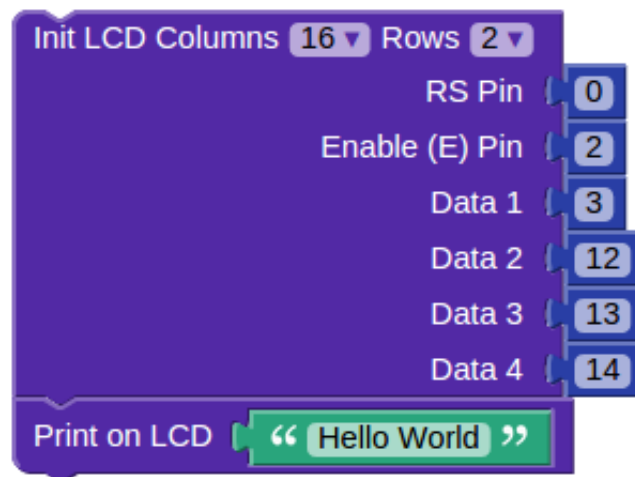 Init LCD Columns 16 ▾ Rows 2 ▾
RS Pin 0
Enable (E) Pin 2
Data 1 3
Data 2 12
Data 3 13
Data 4 14
Print on LCD “ Hello World ”